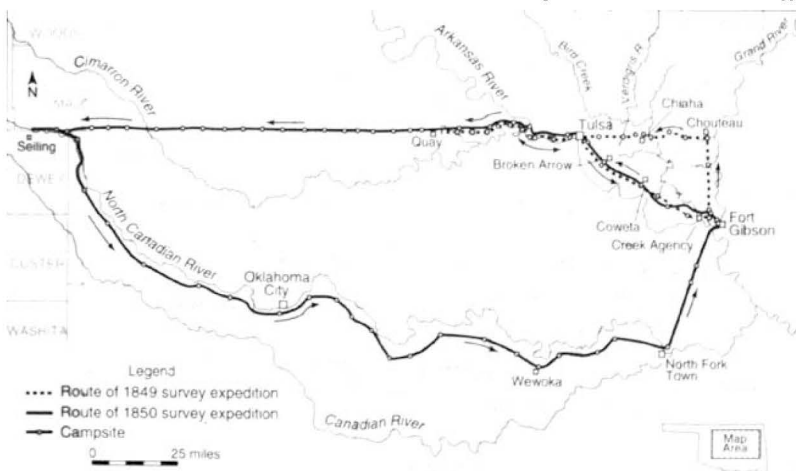 Arkansas River
Bird Creek
Verdigris R
Grand River
Cimarron River
N
Chiaha
Chouteau
Tulsa
Seiling
Quay
Broken Arrow
DEWEY
Coweta
Creek Agency
Fort
Gibson
North Canadian River
CUSTER
Oklahoma
City
WASHITA
North Fork
Town
Wewoka
Legend
Route of 1849 survey expedition
Route of 1850 survey expedition
Campsite
Canadian River
0 25 miles
Map
Area